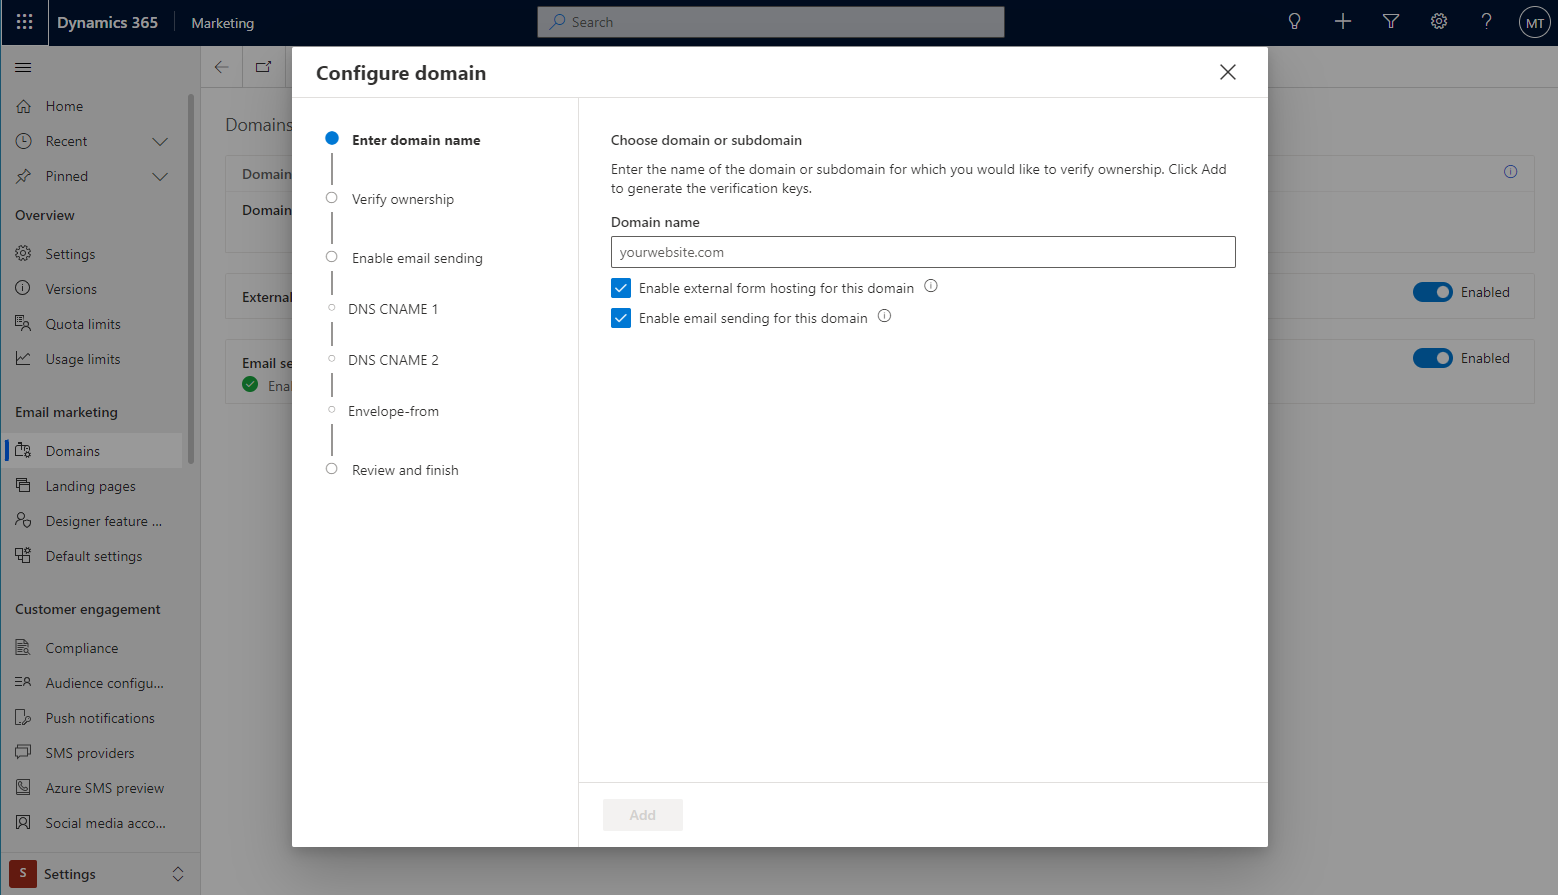 Dynamics 365
Marketing
Search
MT
Home
Recent
Pinned
Overview
Settings
Versions
Quota limits
Usage limits
Email marketing
Domains
Landing pages
Designer feature ...
Default settings
Customer engagement
Compliance
Audience configu...
Push notifications
SMS providers
Azure SMS preview
Social media acco...
S
Settings
Domains
Domain
Domain
External
Enabled
Email se
Enal
Enabled
Configure domain
Enter domain name
Verify ownership
Enable email sending
DNS CNAME 1
DNS CNAME 2
Envelope-from
Review and finish
Choose domain or subdomain
Enter the name of the domain or subdomain for which you would like to verify ownership. Click Add
to generate the verification keys.
Domain name
yourwebsite.com
Enable external form hosting for this domain
Enable email sending for this domain
Add